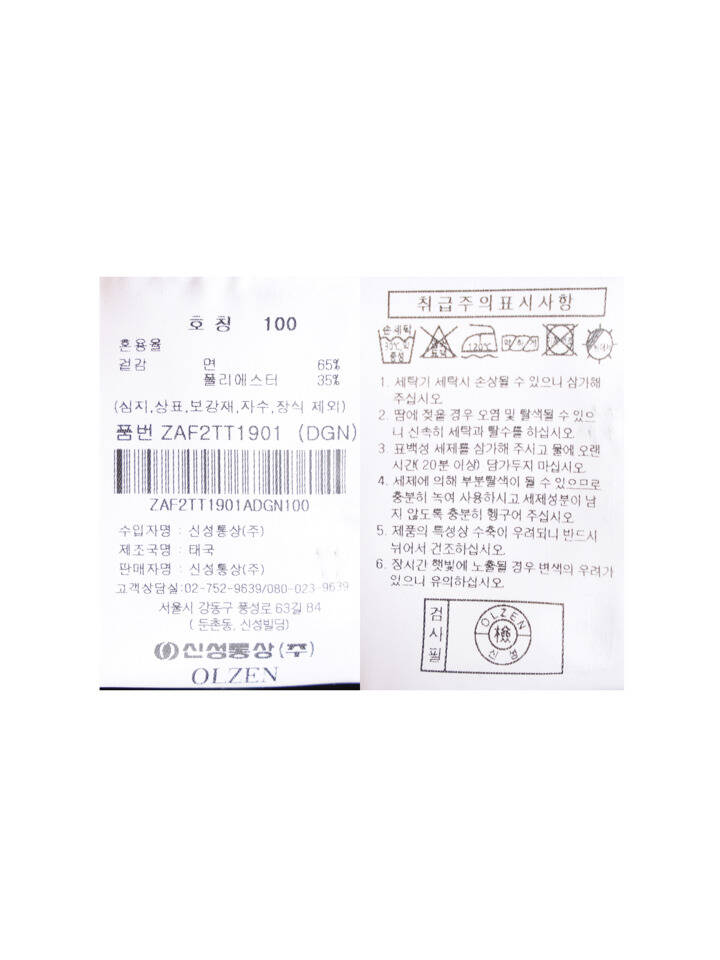 호칭 100
혼용율
겉감 면 65%
폴리에스터 35%
(심지,상표,보강재,자수,장식 제외)
품번 ZAF2TT1901 (DGN)
ZAF2TT1901ADGN100
수입자명 : 신성통상(주)
제조국명 : 태국
판매자명 : 신성통상(주)
고객상담실:02-752-9639/080-023-9639
서울시 강동구 풍성로 63길 84
( 둔촌동, 신성빌딩)
신성통상(주)
OLZEN
취급주의표시사항
손세탁
30℃
중성
120℃
1. 세탁기 세탁시 손상될 수 있으니 삼가해
주십시오.
2. 땀에 젖을 경우 오염 및 탈색될 수 있으
니 신속히 세탁과 탈수를 하십시오.
3. 표백성 세제를 삼가해 주시고 물에 오랜
시간( 20분 이상) 담가두지 마십시오.
4. 세제에 의해 부분탈색이 될 수 있으므로
충분히 녹여 사용하시고 세제성분이 남
지 않도록 충분히 헹구어 주십시오.
5. 제품의 특성상 수축이 우려되니 반드시
뉘어서 건조하십시오.
6. 장시간 햇빛에 노출될 경우 변색의 우려가
있으니 유의하십시오.
검사필
OLZEN
檢
신성